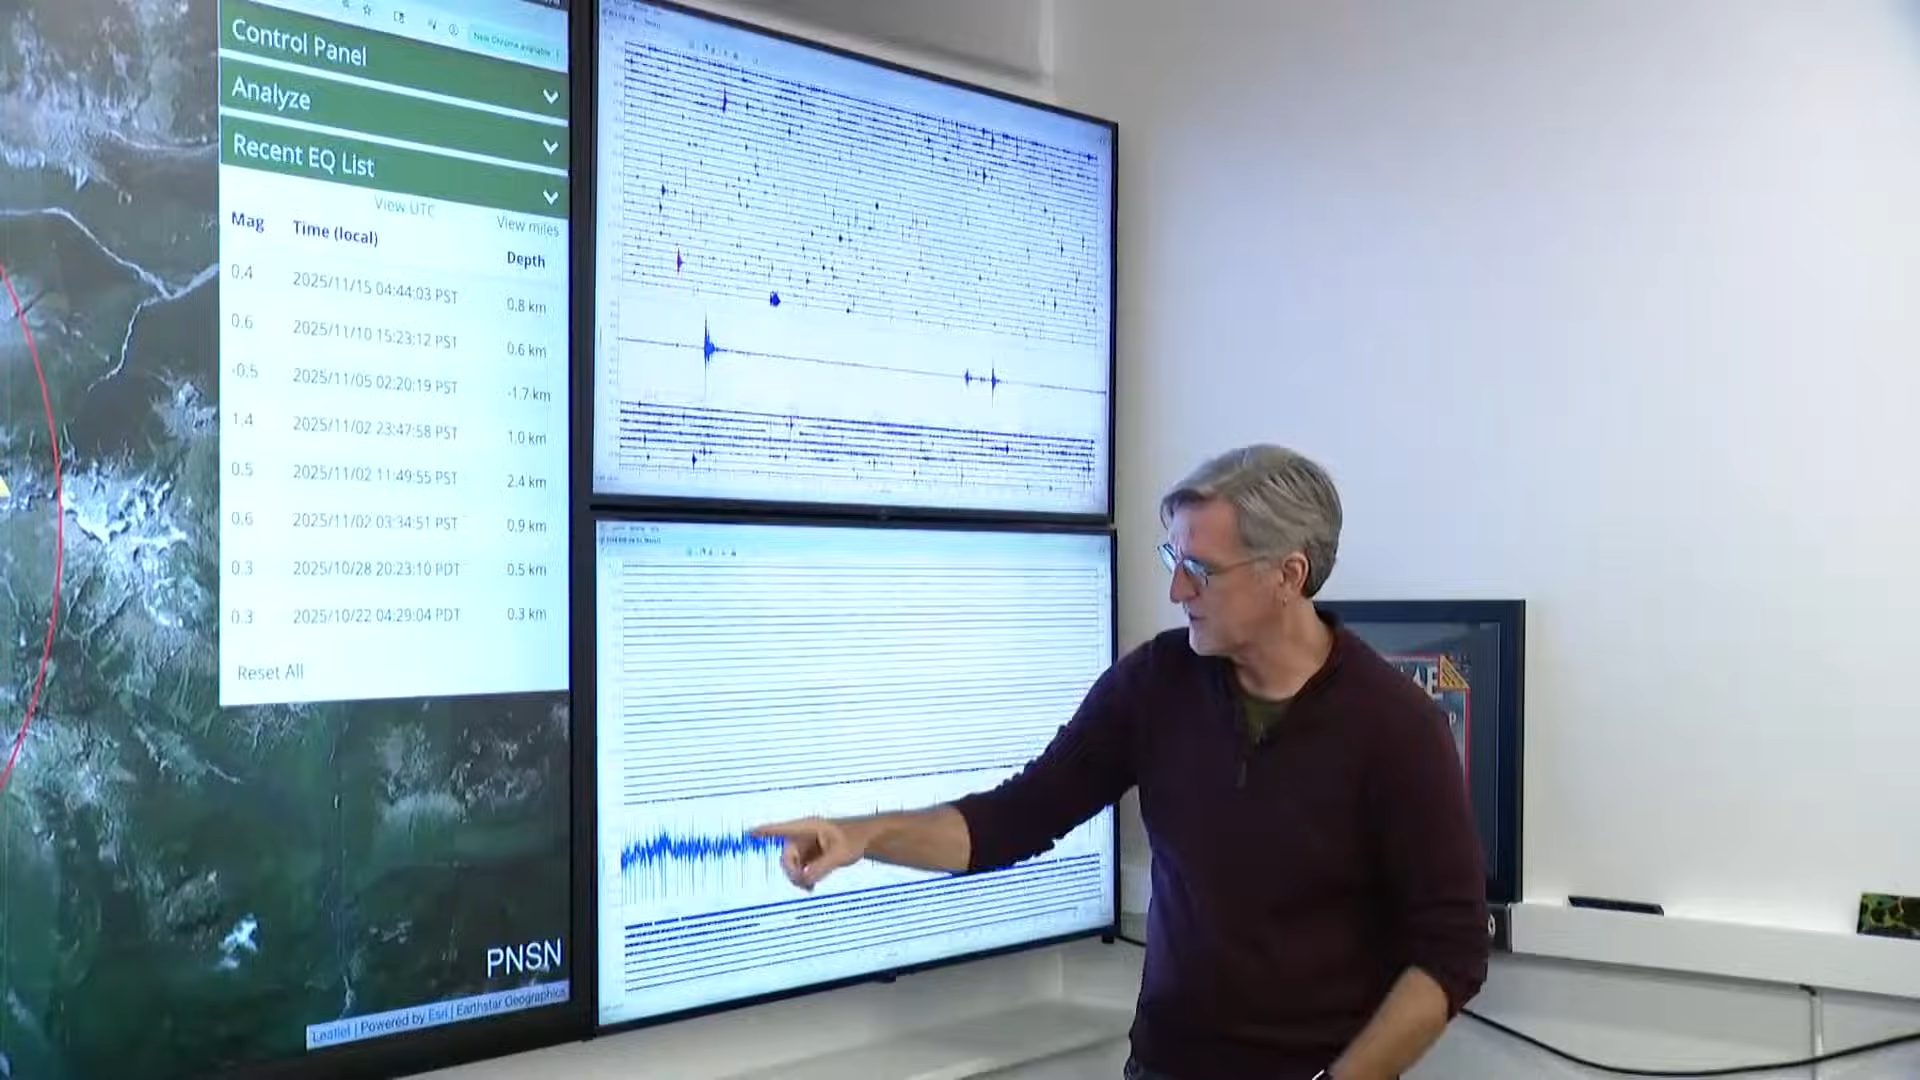 New Chrome available
Control Panel
Analyze
Recent EQ List
View UTC
View miles
Mag Time (local) Depth
0.4 2025/11/15 04:44:03 PST 0.8 km
0.6 2025/11/10 15:23:12 PST 0.6 km
-0.5 2025/11/05 02:20:19 PST -1.7 km
1.4 2025/11/02 23:47:58 PST 1.0 km
0.5 2025/11/02 11:49:55 PST 2.4 km
0.6 2025/11/02 03:34:51 PST 0.9 km
0.3 2025/10/28 20:23:10 PDT 0.5 km
0.3 2025/10/22 04:29:04 PDT 0.3 km
Reset All
PNSN
Leaflet | Powered by Esri | Earthstar Geographics